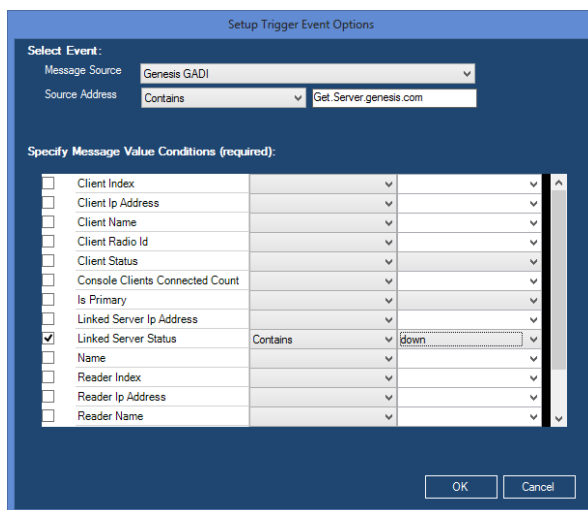 Setup Trigger Event Options
Select Event:
Message Source Genesis GADI
Source Address Contains Get.Server.genesis.com
Specify Message Value Conditions (required):
Client Index
Client Ip Address
Client Name
Client Radio Id
Client Status
Console Clients Connected Count
Is Primary
Linked Server Ip Address
Linked Server Status Contains down
Name
Reader Index
Reader Ip Address
Reader Name
OK Cancel